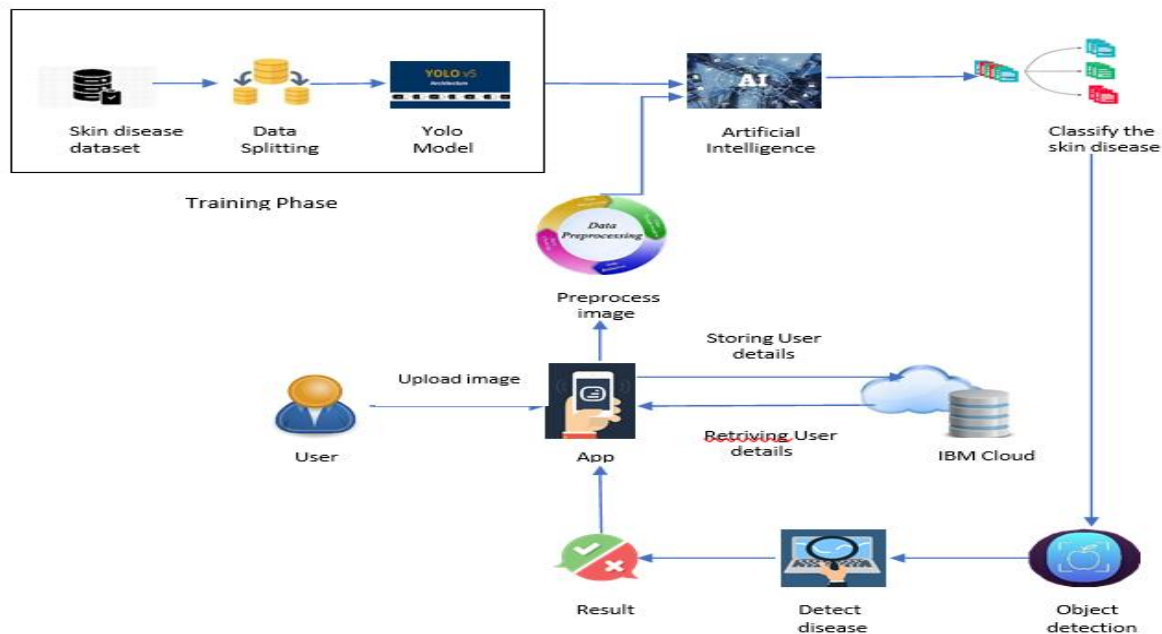 YOLO v5
Architecture
AI
Skin disease
dataset
Data
Splitting
Yolo
Model
Artificial
Intelligence
Classify the
skin disease
Training Phase
Data
Preprocessing
Preprocess
image
Storing User
details
Upload image
Retriving User
details
User
App
IBM Cloud
Result
Detect
disease
Object
detection